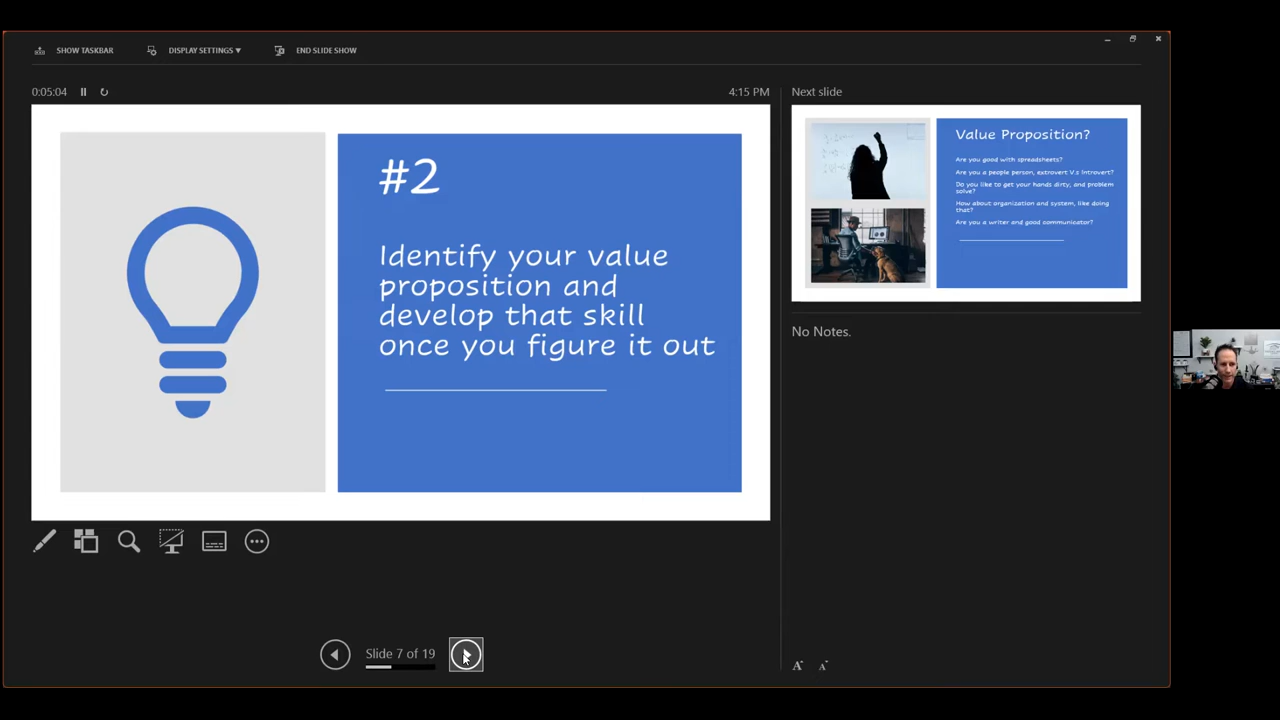 SHOW TASKBAR
DISPLAY SETTINGS ▼
END SLIDE SHOW
0:05:04
4:15 PM
#2
Identify your value
proposition and
develop that skill
once you figure it out
Slide 7 of 19
Next slide
Value Proposition?
Are you good with spreadsheets?
Are you a people person, extrovert V.s Introvert?
Do you like to get your hands dirty, and problem
solve?
How about organization and system, like doing
that?
Are you a writer and good communicator?
No Notes.
A
A